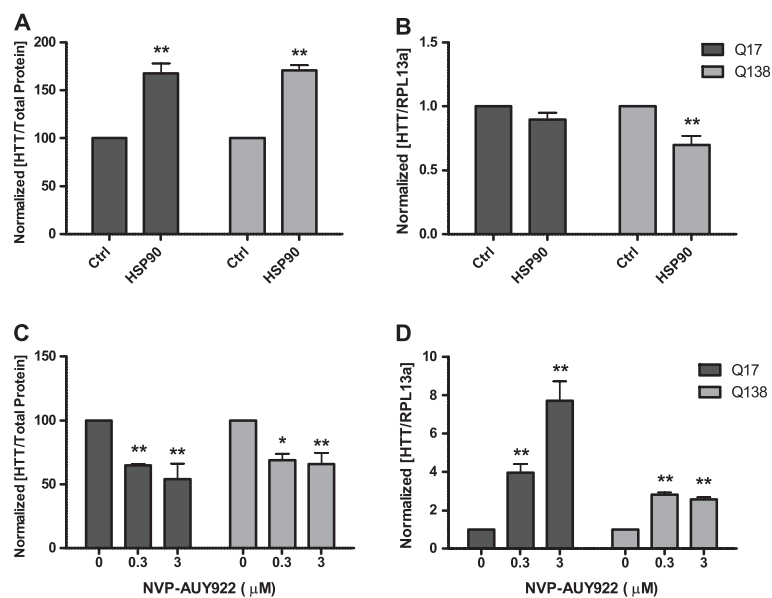 A
Normalized [HTT/Total Protein]
200
150
100
50
0
**
**
Ctrl
HSP90
Ctrl
HSP90
B
Normalized [HTT/RPL13a]
1.5
1.0
0.5
0.0
**
Ctrl
HSP90
Ctrl
HSP90
Q17
Q138
C
Normalized [HTT/Total Protein]
150
100
50
0
**
**
*
**
0 0.3 3 0 0.3 3
NVP-AUY922 ( μM)
D
Normalized [HTT/RPL13a]
10
8
6
4
2
0
**
**
**
**
0 0.3 3 0 0.3 3
NVP-AUY922 ( μM)
Q17
Q138